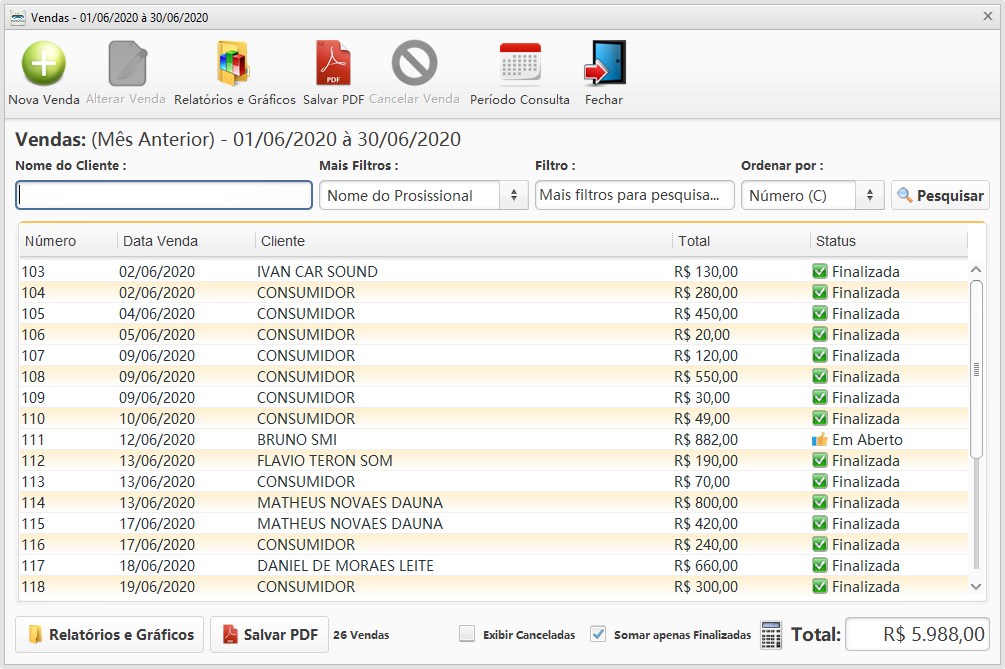 Vendas - 01/06/2020 à 30/06/2020
Nova Venda Alterar Venda Relatórios e Gráficos Salvar PDF Cancelar Venda Período Consulta Fechar
Vendas: (Mês Anterior) - 01/06/2020 à 30/06/2020
Nome do Cliente : Mais Filtros : Filtro : Ordenar por :
Nome do Prosissional Mais filtros para pesquisa... Número (C) Pesquisar
Número Data Venda Cliente Total Status
103 02/06/2020 IVAN CAR SOUND R$ 130,00 Finalizada
104 02/06/2020 CONSUMIDOR R$ 280,00 Finalizada
105 04/06/2020 CONSUMIDOR R$ 450,00 Finalizada
106 05/06/2020 CONSUMIDOR R$ 20,00 Finalizada
107 09/06/2020 CONSUMIDOR R$ 120,00 Finalizada
108 09/06/2020 CONSUMIDOR R$ 550,00 Finalizada
109 09/06/2020 CONSUMIDOR R$ 30,00 Finalizada
110 10/06/2020 CONSUMIDOR R$ 49,00 Finalizada
111 12/06/2020 BRUNO SMI R$ 882,00 Em Aberto
112 13/06/2020 FLAVIO TERON SOM R$ 190,00 Finalizada
113 13/06/2020 CONSUMIDOR R$ 70,00 Finalizada
114 13/06/2020 MATHEUS NOVAES DAUNA R$ 800,00 Finalizada
115 17/06/2020 MATHEUS NOVAES DAUNA R$ 420,00 Finalizada
116 17/06/2020 CONSUMIDOR R$ 240,00 Finalizada
117 18/06/2020 DANIEL DE MORAES LEITE R$ 660,00 Finalizada
118 19/06/2020 CONSUMIDOR R$ 300,00 Finalizada
Relatórios e Gráficos Salvar PDF 26 Vendas Exibir Canceladas Somar apenas Finalizadas Total: R$ 5.988,00